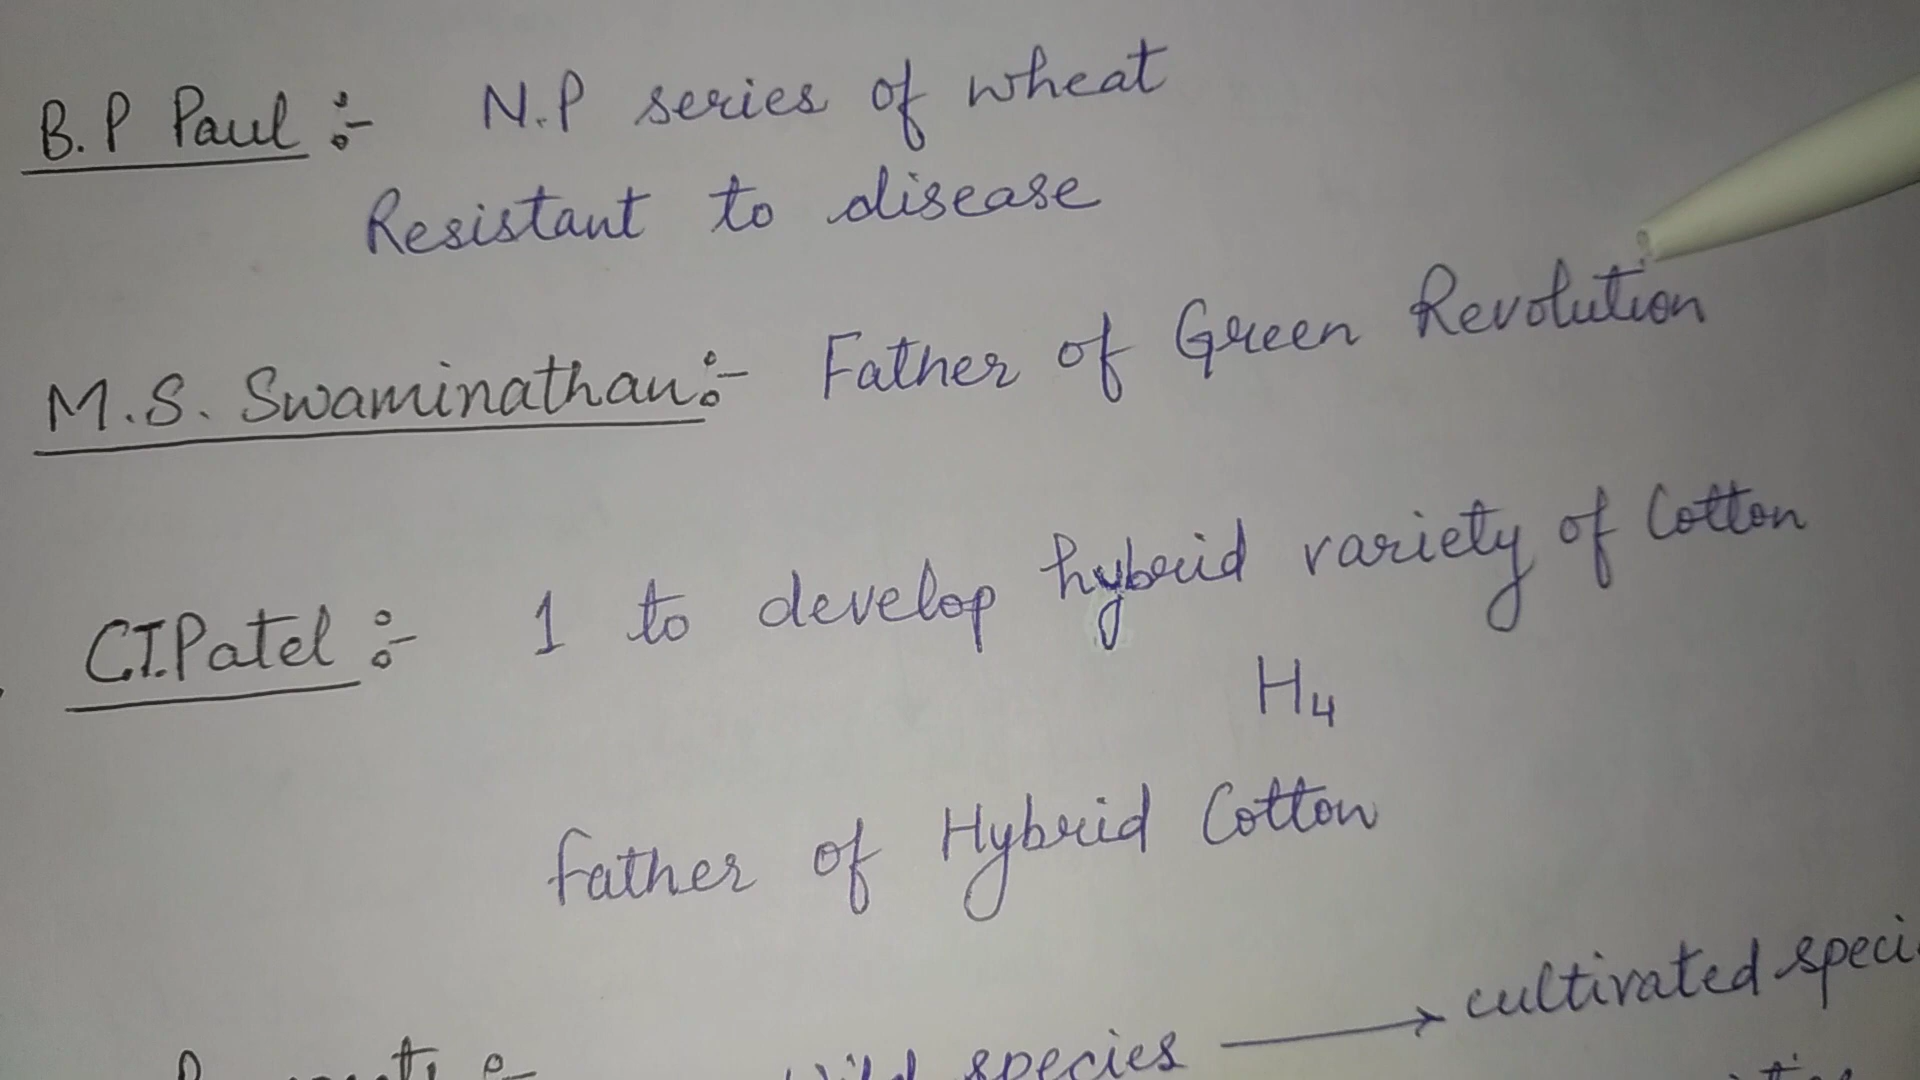 B.P Paul :- N.P series of wheat
Resistant to disease
M.S. Swaminathan :- Father of Green Revolution
C.T.Patel :- 1 to develop hybrid variety of Cotton
H4
Father of Hybrid Cotton
species → cultivated